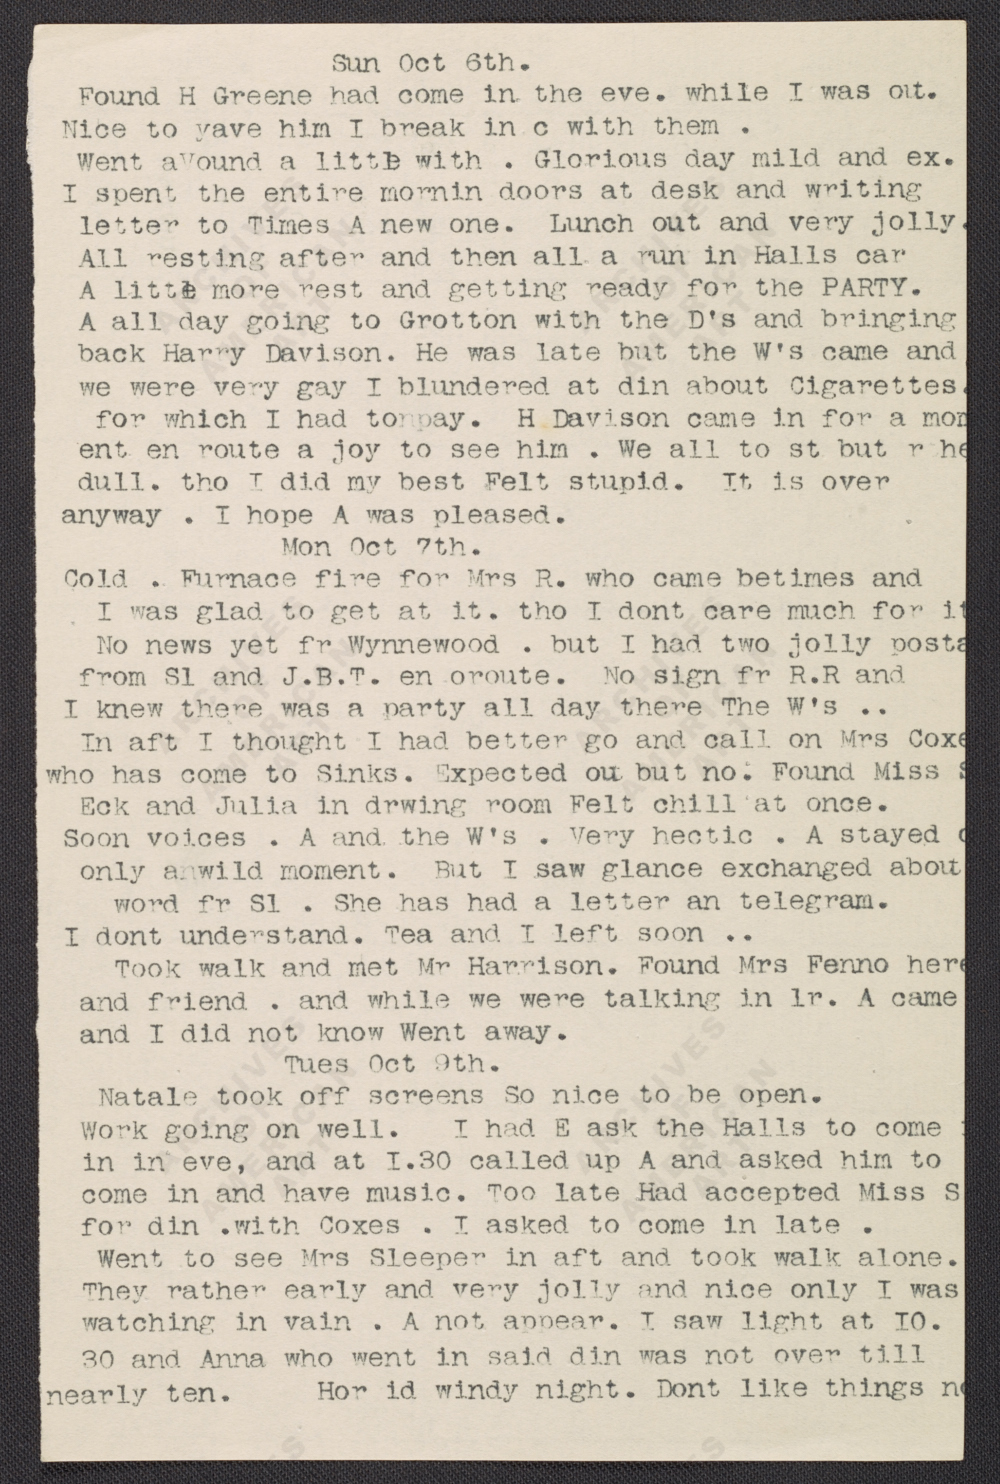 Sun Oct 6th.
Found H Greene had come in the eve. while I was out.
Nice to yave him I break in c with them .
Went around a little with . Glorious day mild and ex.
I spent the entire mornin doors at desk and writing
letter to Times A new one. Lunch out and very jolly.
All resting after and then all a run in Halls car
A little more rest and getting ready for the PARTY.
A all day going to Grotton with the D's and bringing
back Harry Davison. He was late but the W's came and
we were very gay I blundered at din about Cigarettes.
for which I had to pay. H Davison came in for a mom
ent en route a joy to see him . We all to st but r he
dull. tho I did my best Felt stupid. It is over
anyway . I hope A was pleased.
Mon Oct 7th.
Cold . Furnace fire for Mrs R. who came betimes and
I was glad to get at it. tho I dont care much for it
No news yet fr Wynnewood . but I had two jolly posta
from Sl and J.B.T. en oroute. No sign fr R.R and
I knew there was a party all day there The W's ..
In aft I thought I had better go and call on Mrs Coxe
who has come to Sinks. Expected ou but no. Found Miss S
Eck and Julia in drwing room Felt chill at once.
Soon voices . A and the W's . Very hectic . A stayed
only a wild moment. But I saw glance exchanged about
word fr Sl . She has had a letter an telegram.
I dont understand. Tea and I left soon ..
Took walk and met Mr Harrison. Found Mrs Fenno here
and friend . and while we were talking in lr. A came
and I did not know Went away.
Tues Oct 9th.
Natale took off screens So nice to be open.
Work going on well. I had E ask the Halls to come
in in eve, and at I.30 called up A and asked him to
come in and have music. Too late Had accepted Miss S
for din .with Coxes . I asked to come in late .
Went to see Mrs Sleeper in aft and took walk alone.
They rather early and very jolly and nice only I was
watching in vain . A not appear. I saw light at IO.
30 and Anna who went in said din was not over till
nearly ten. Hor id windy night. Dont like things